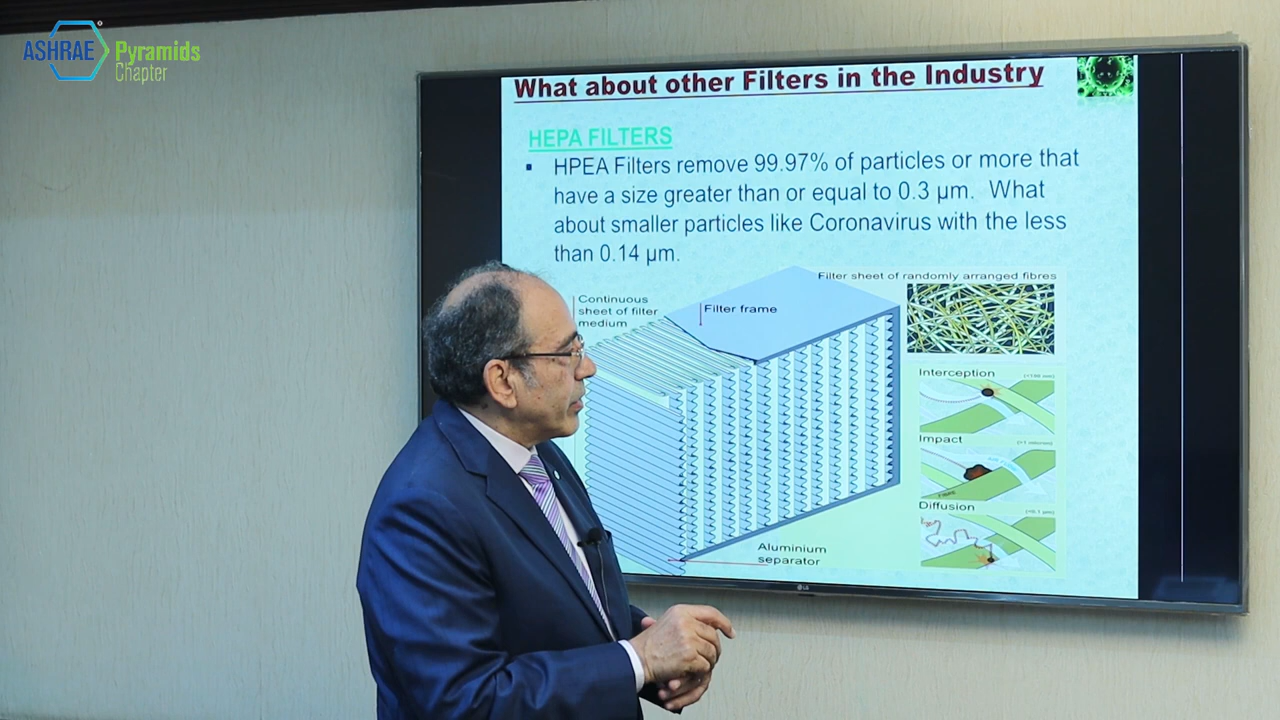 ASHRAE Pyramids
Chapter
What about other Filters in the Industry
HEPA FILTERS
▪ HPEA Filters remove 99.97% of particles or more that
have a size greater than or equal to 0.3 µm. What
about smaller particles like Coronavirus with the less
than 0.14 µm.
Filter sheet of randomly arranged fibres
Continuous
sheet of filter
medium
Filter frame
Interception
Impact
Diffusion
Aluminium
separator
LG